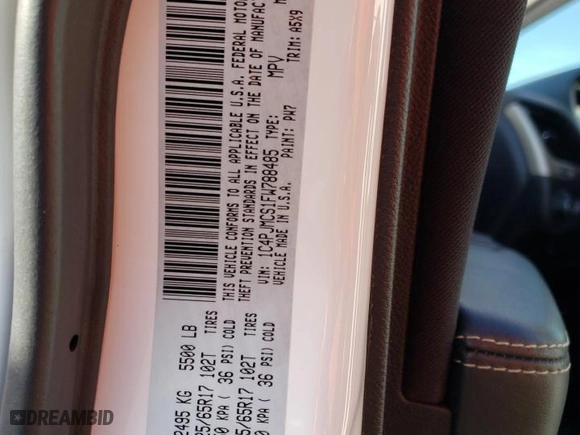 2495 KG 5500 LB
25/65R17 102T TIRES
KPA ( 36 PSI) COLD
5/65R17 102T TIRES
KPA ( 36 PSI) COLD
THIS VEHICLE CONFORMS TO ALL APPLICABLE U.S.A. FEDERAL MOTOR
THEFT PREVENTION STANDARDS IN EFFECT ON THE DATE OF MANUFAC
VIN: 1C4PJMCS1FW788485 TYPE: MPV
VEHICLE MADE IN U.S.A. PAINT: PW7 TRIM: A5X9
DREAMBID